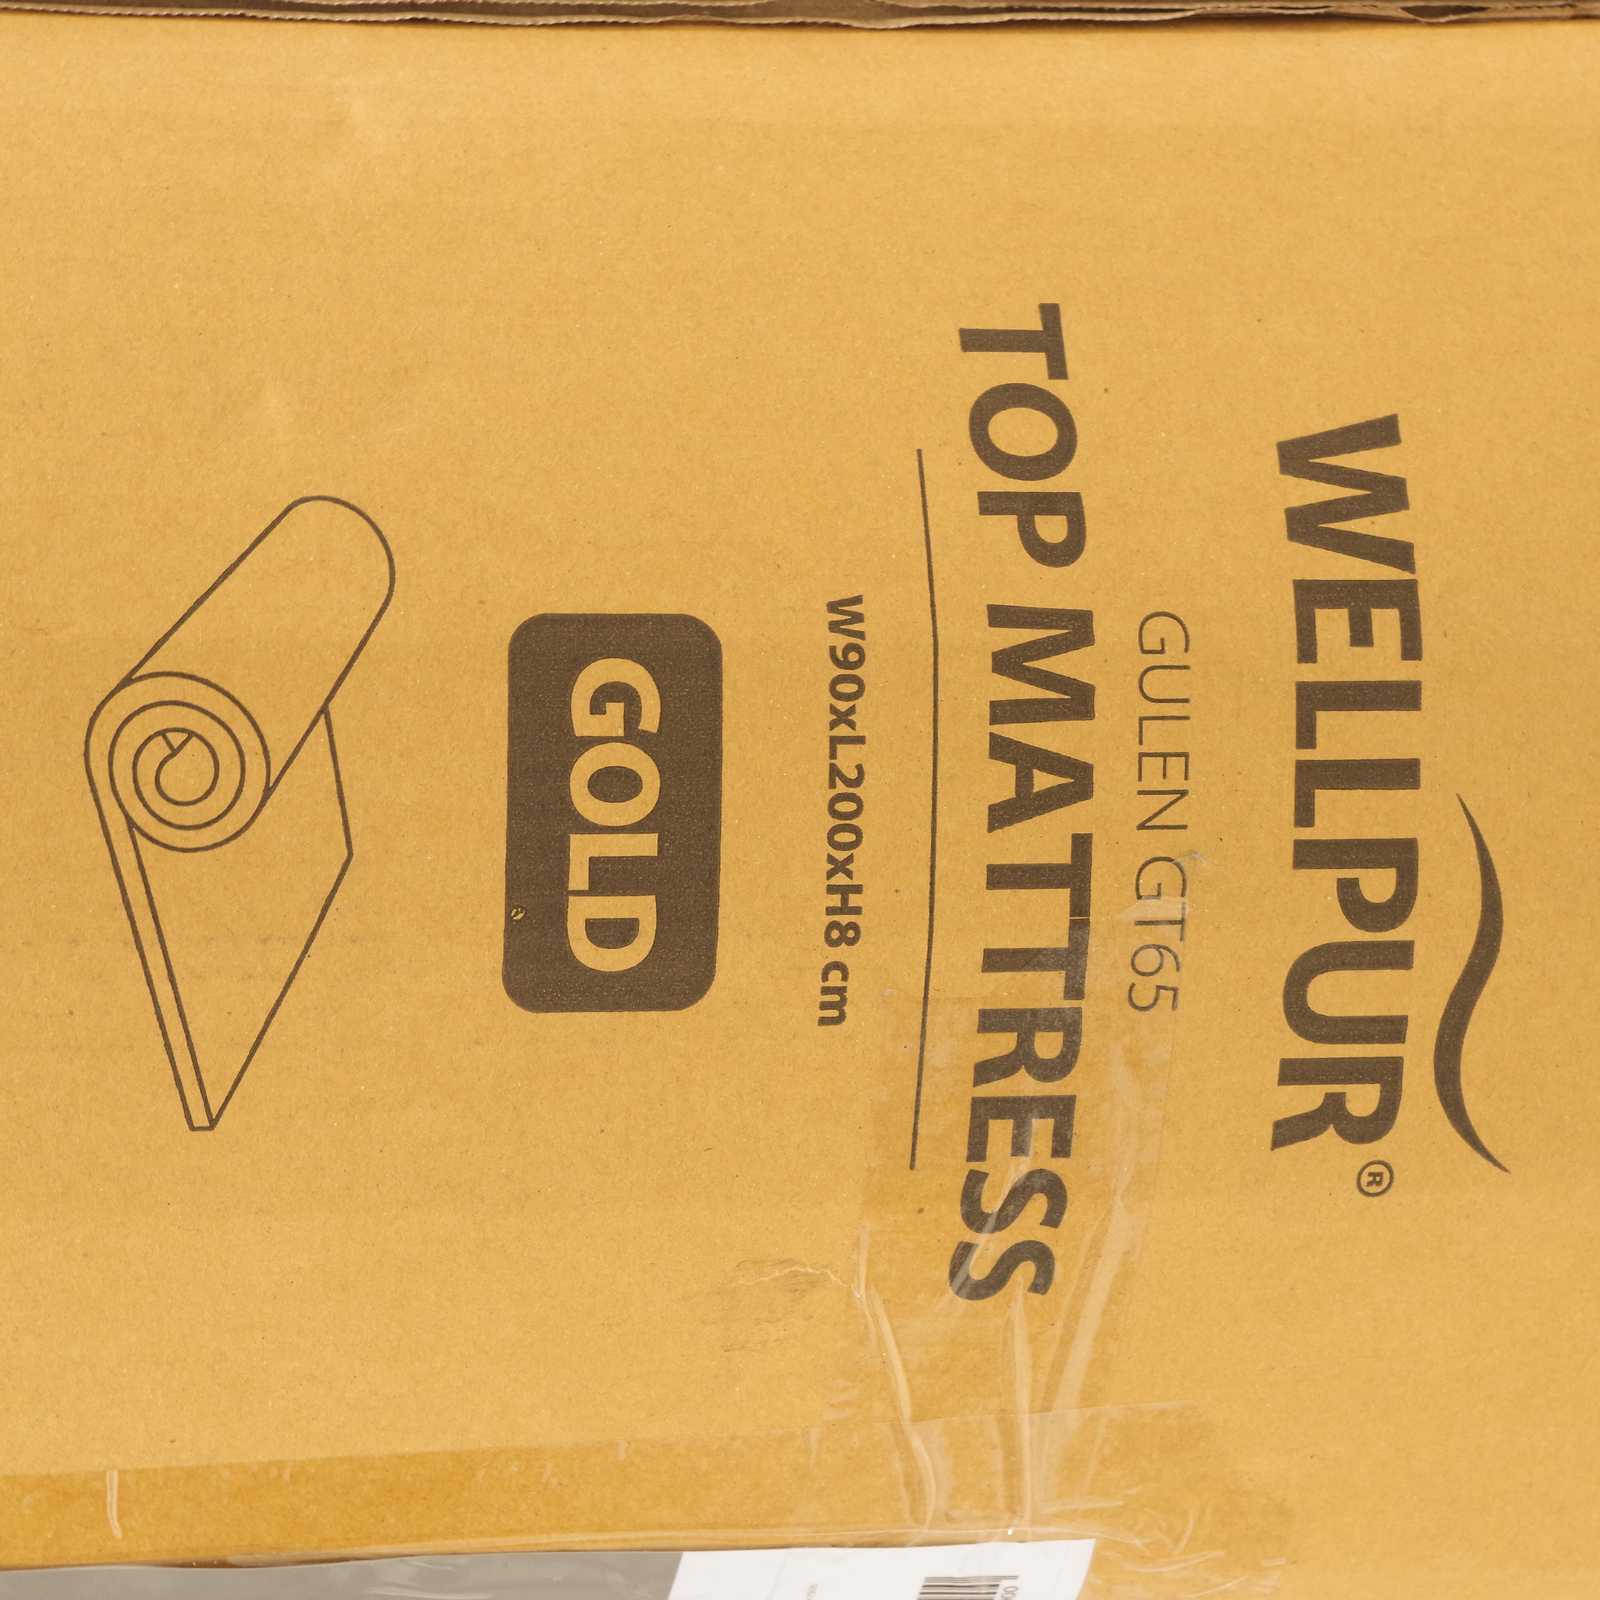 WELLPUR®
GULEN GT65
TOP MATTRESS
W90xL200xH8 cm
GOLD